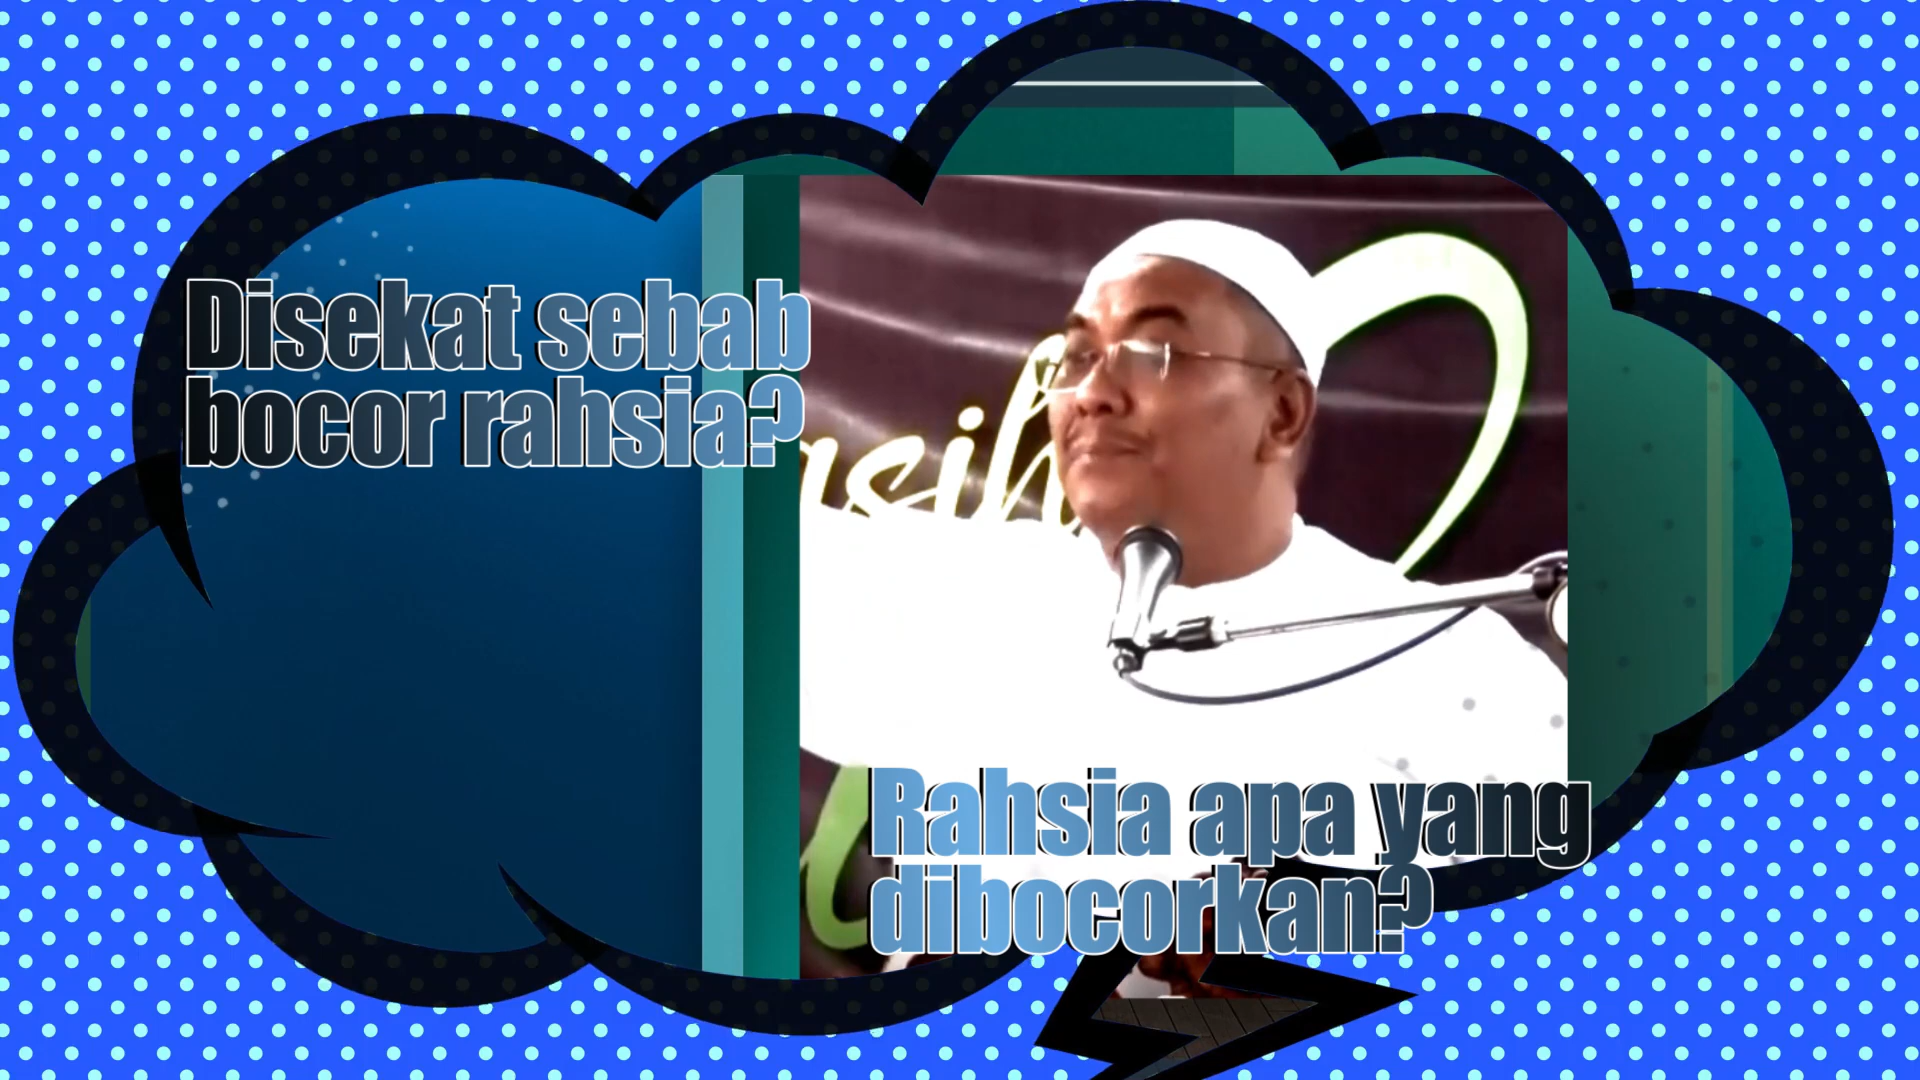 Disekat sebab
bocor rahsia?
Rahsia apa yang
dibocorkan?